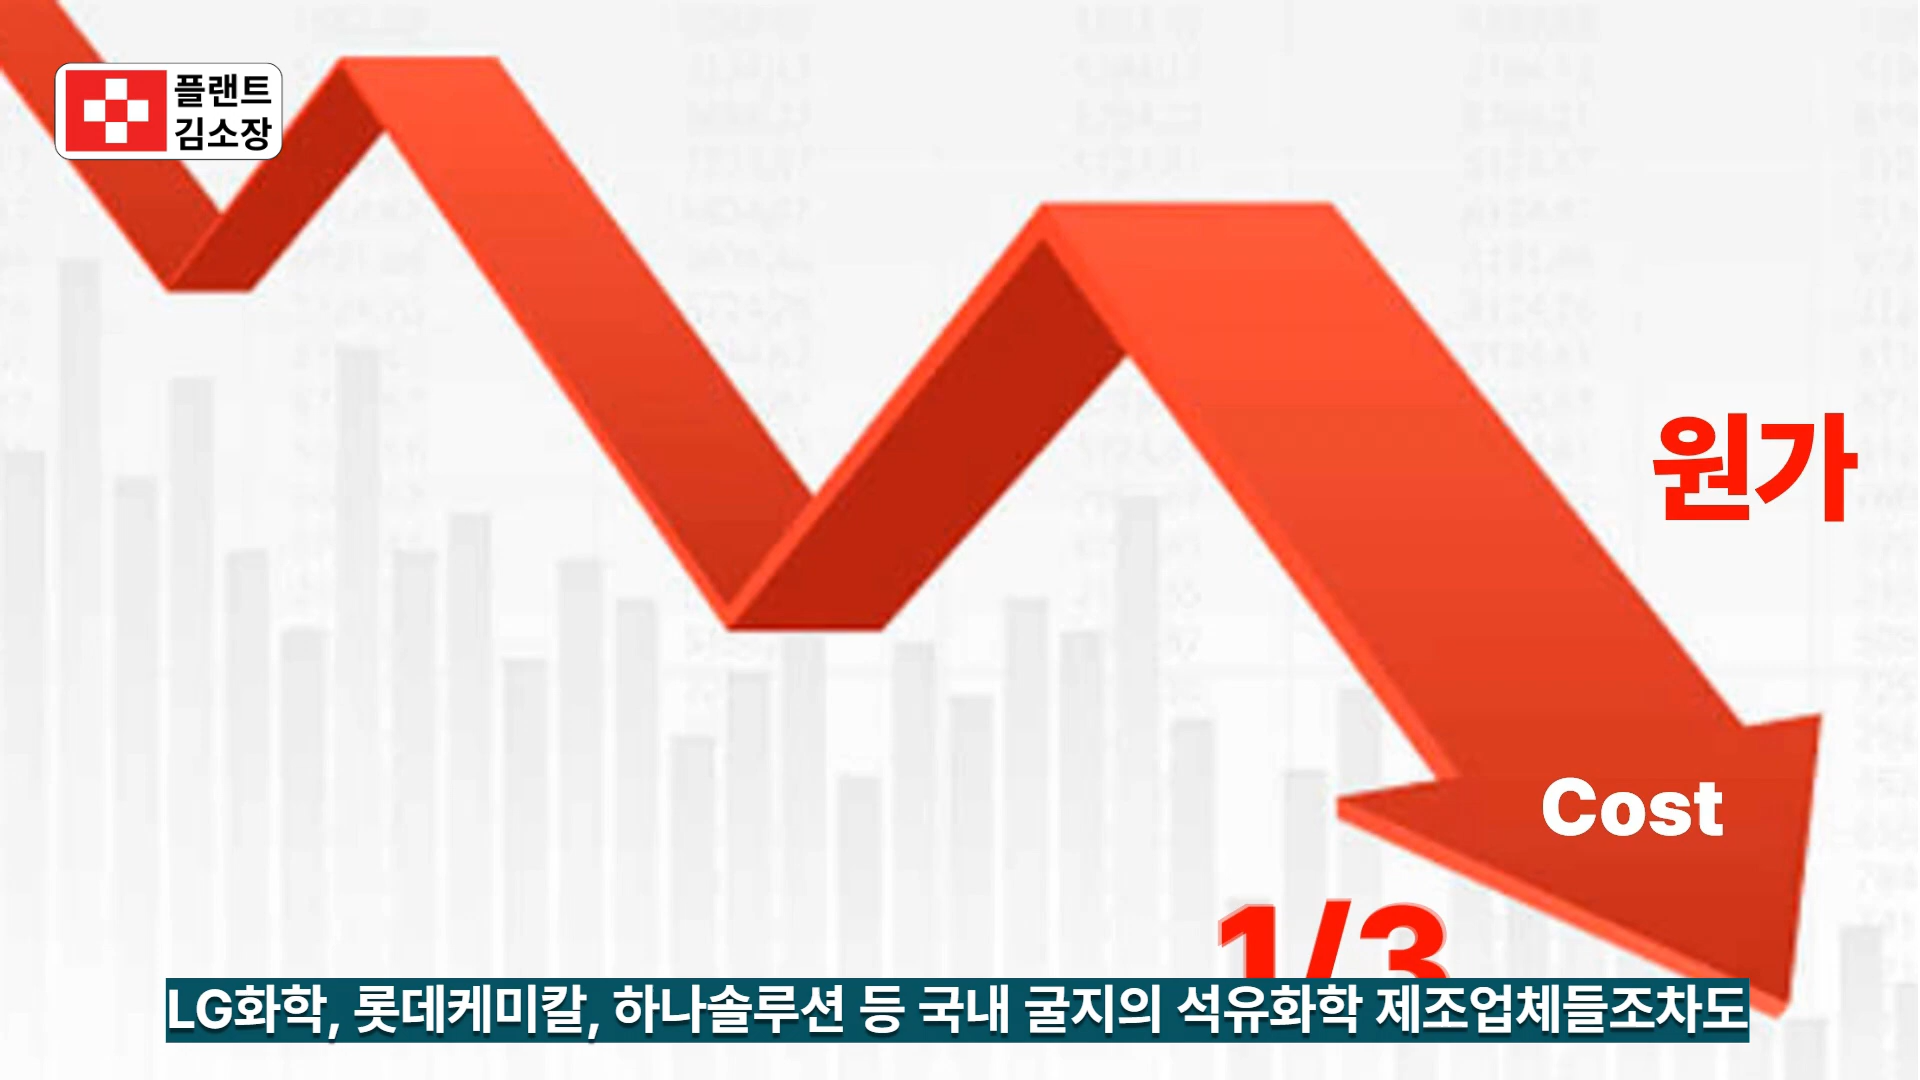 플랜트
김소장
원가
Cost
1/3
LG화학, 롯데케미칼, 하나솔루션 등 국내 굴지의 석유화학 제조업체들조차도